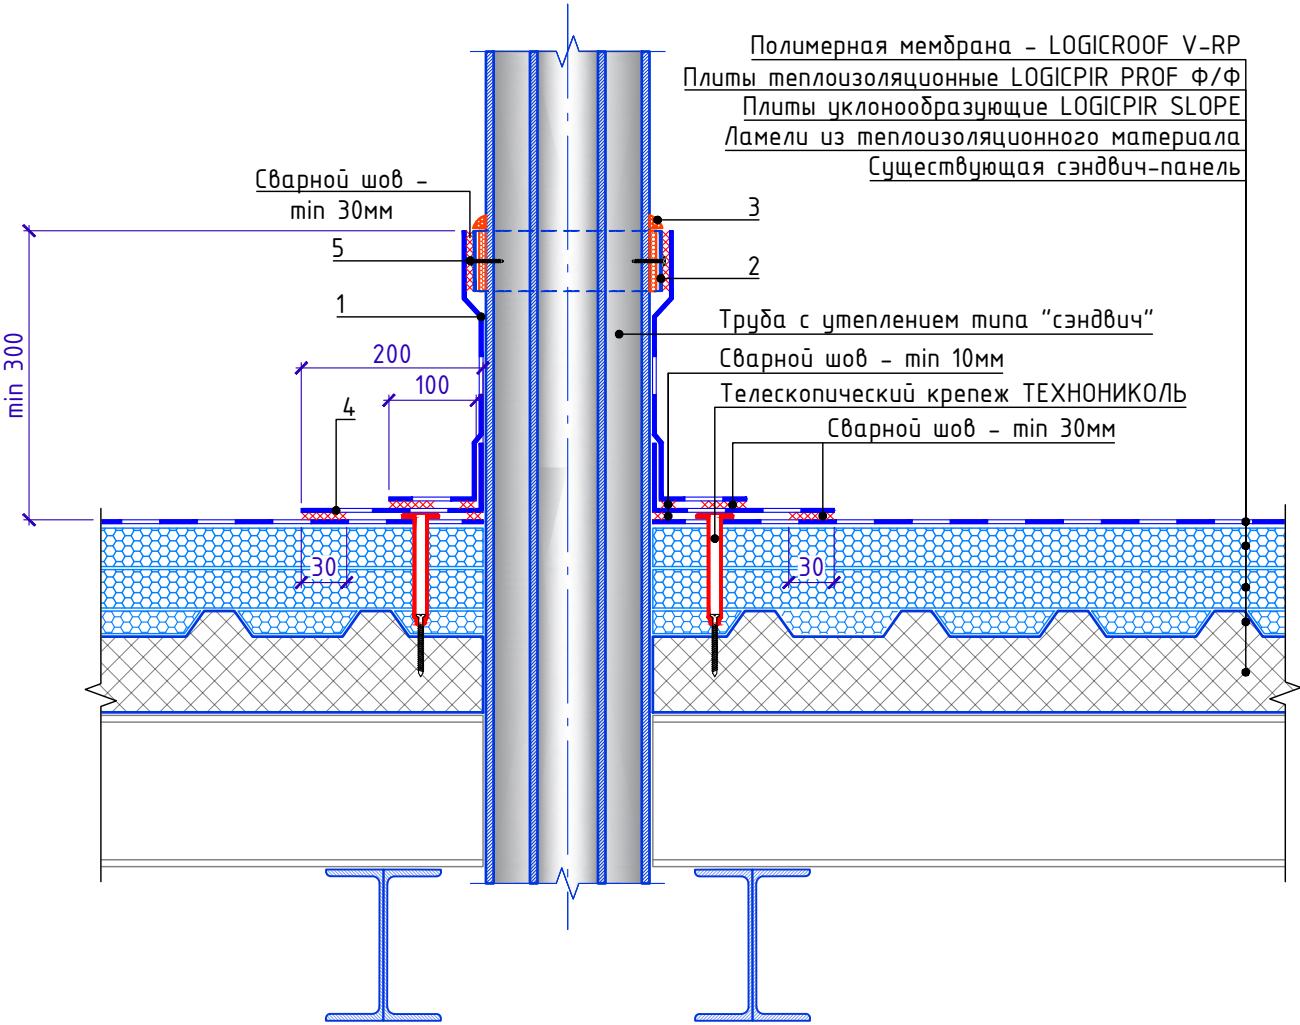 Полимерная мембрана – LOGICROOF V-RP
Плиты теплоизоляционные LOGICPIR PROF Ф/Ф
Плиты уклонообразующие LOGICPIR SLOPE
Ламели из теплоизоляционного материала
Существующая сэндвич-панель
Сварной шов –
min 30мм
3
5
2
1
Труба с утеплением типа “сэндвич”
min 300
200
Сварной шов – min 10мм
100
Телескопический крепеж ТЕХНОНИКОЛЬ
4
Сварной шов – min 30мм
30
30